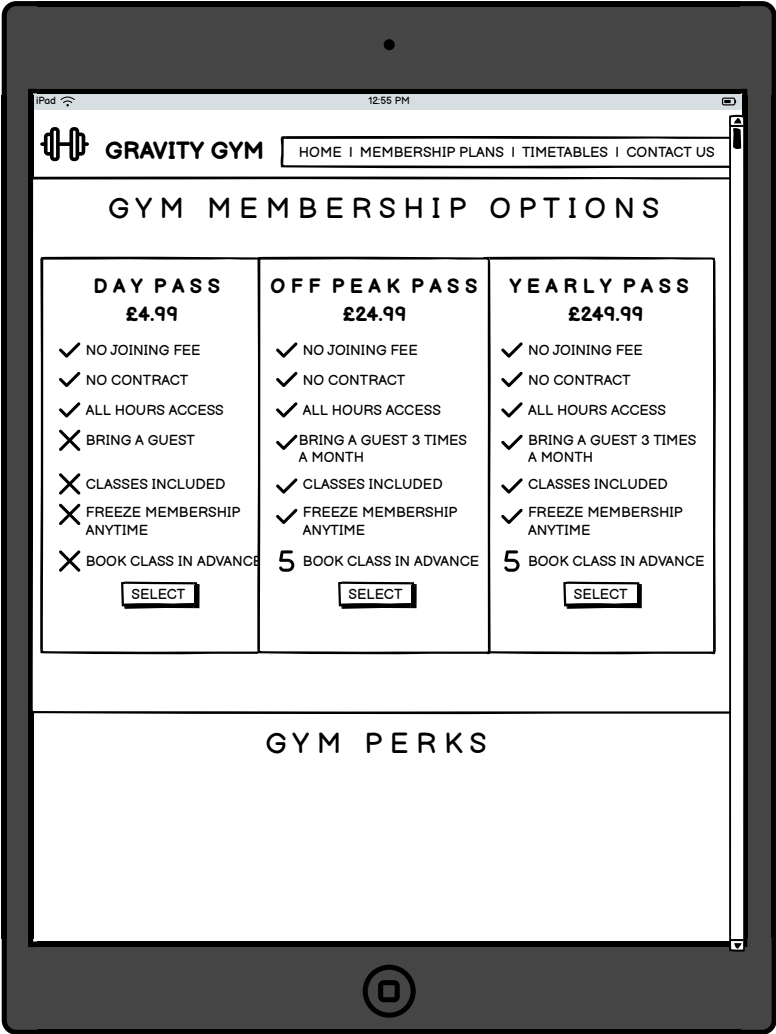 iPad
12:55 PM
GRAVITY GYM
HOME | MEMBERSHIP PLANS | TIMETABLES | CONTACT US
GYM MEMBERSHIP OPTIONS
DAY PASS
£4.99
NO JOINING FEE
NO CONTRACT
ALL HOURS ACCESS
BRING A GUEST
CLASSES INCLUDED
FREEZE MEMBERSHIP
ANYTIME
BOOK CLASS IN ADVANCE
SELECT
OFF PEAK PASS
£24.99
NO JOINING FEE
NO CONTRACT
ALL HOURS ACCESS
BRING A GUEST 3 TIMES
A MONTH
CLASSES INCLUDED
FREEZE MEMBERSHIP
ANYTIME
5 BOOK CLASS IN ADVANCE
SELECT
YEARLY PASS
£249.99
NO JOINING FEE
NO CONTRACT
ALL HOURS ACCESS
BRING A GUEST 3 TIMES
A MONTH
CLASSES INCLUDED
FREEZE MEMBERSHIP
ANYTIME
5 BOOK CLASS IN ADVANCE
SELECT
GYM PERKS